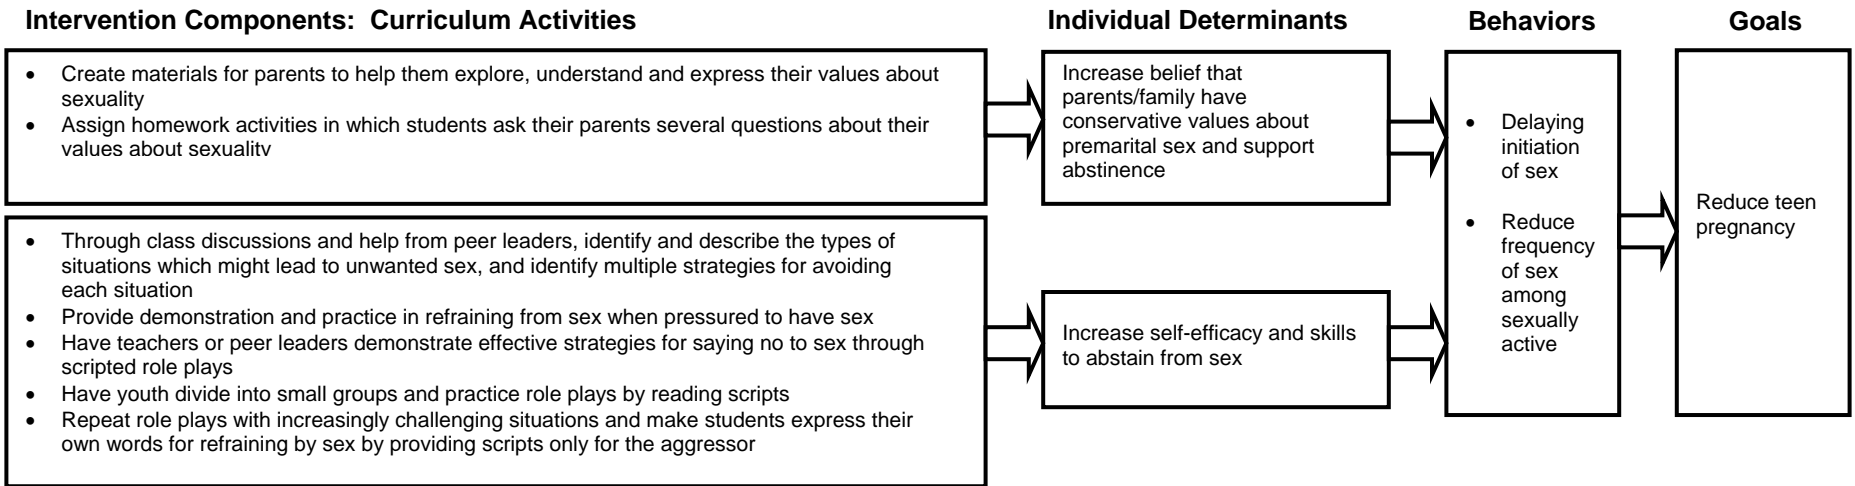 Intervention Components:  Curriculum Activities
Individual Determinants
Behaviors
Goals
• Create materials for parents to help them explore, understand and express their values about
sexuality
• Assign homework activities in which students ask their parents several questions about their
values about sexuality
Increase belief that
parents/family have
conservative values about
premarital sex and support
abstinence
• Through class discussions and help from peer leaders, identify and describe the types of
situations which might lead to unwanted sex, and identify multiple strategies for avoiding
each situation
• Provide demonstration and practice in refraining from sex when pressured to have sex
• Have teachers or peer leaders demonstrate effective strategies for saying no to sex through
scripted role plays
• Have youth divide into small groups and practice role plays by reading scripts
• Repeat role plays with increasingly challenging situations and make students express their
own words for refraining by sex by providing scripts only for the aggressor
Increase self-efficacy and skills
to abstain from sex
• Delaying
initiation
of sex
• Reduce
frequency
of sex
among
sexually
active
Reduce teen
pregnancy